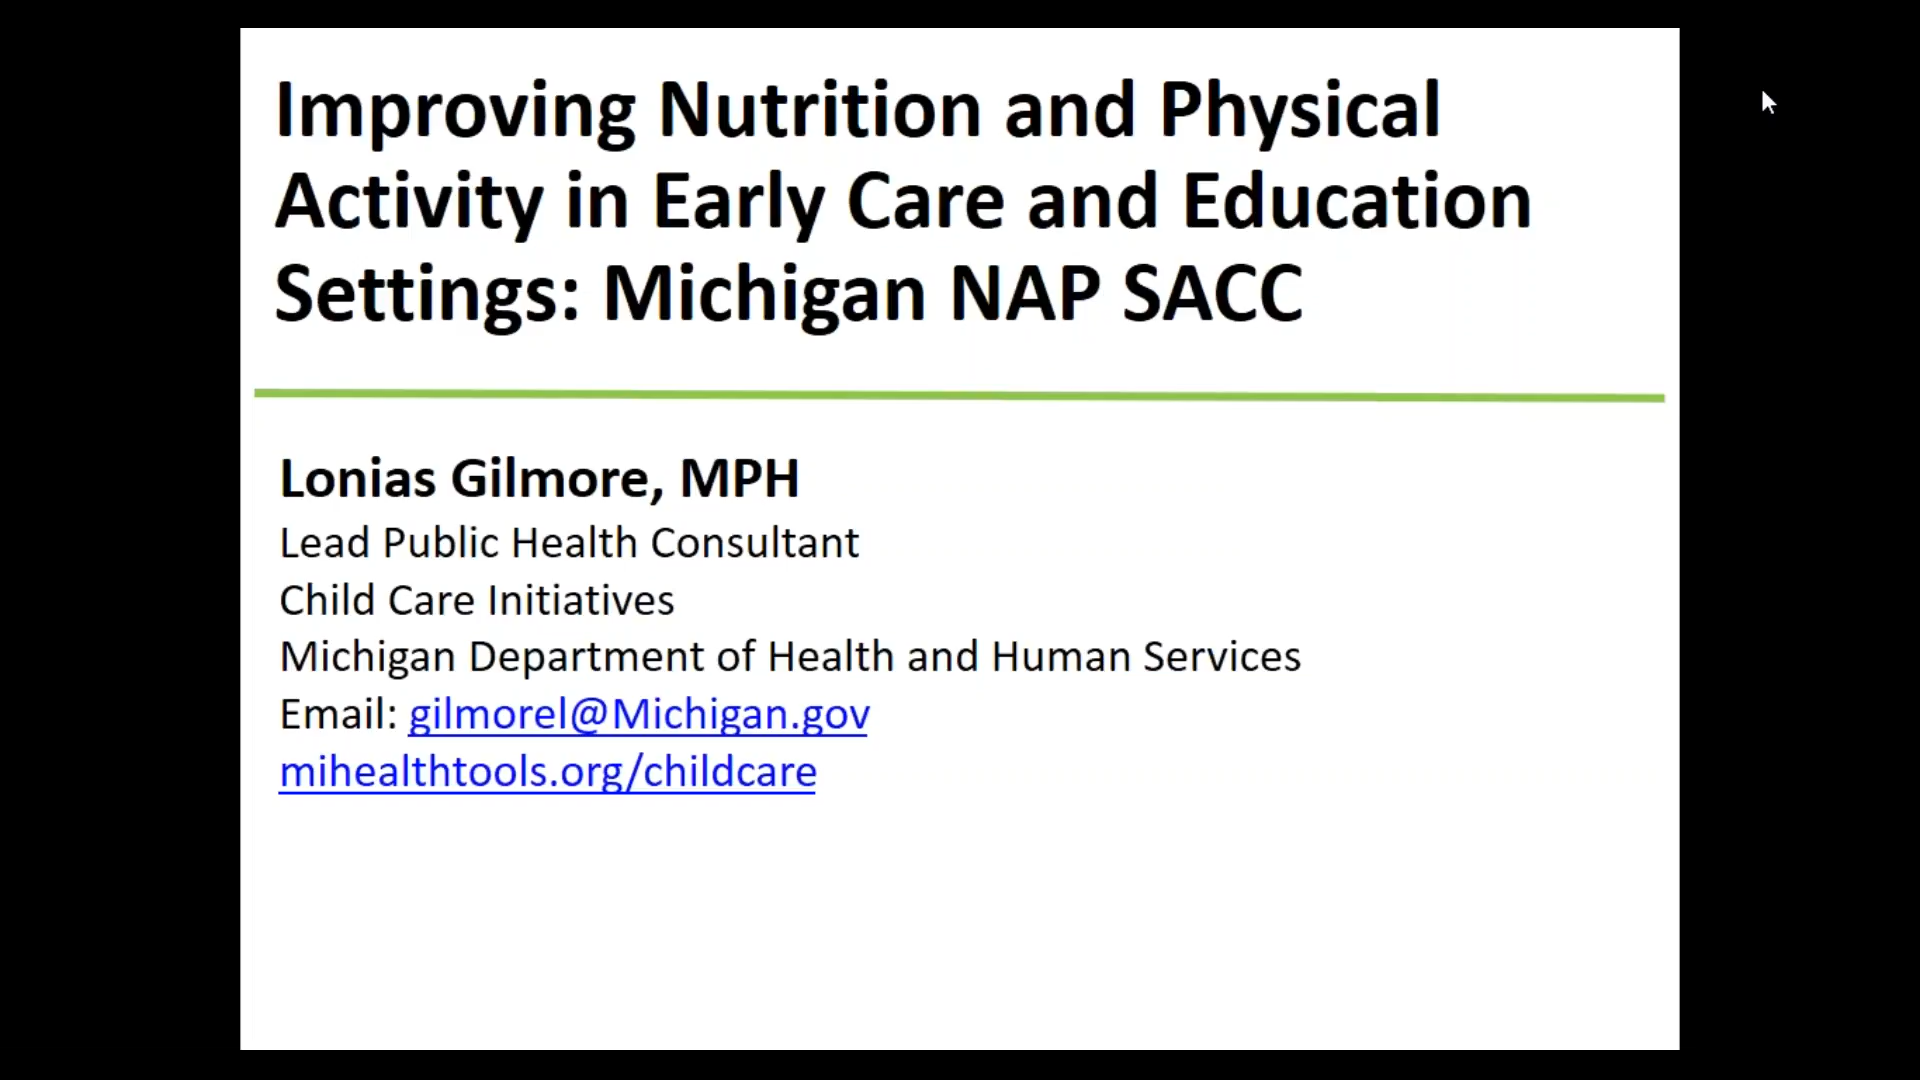 Improving Nutrition and Physical
Activity in Early Care and Education
Settings: Michigan NAP SACC
Lonias Gilmore, MPH
Lead Public Health Consultant
Child Care Initiatives
Michigan Department of Health and Human Services
Email: gilmorel@Michigan.gov
mihealthtools.org/childcare